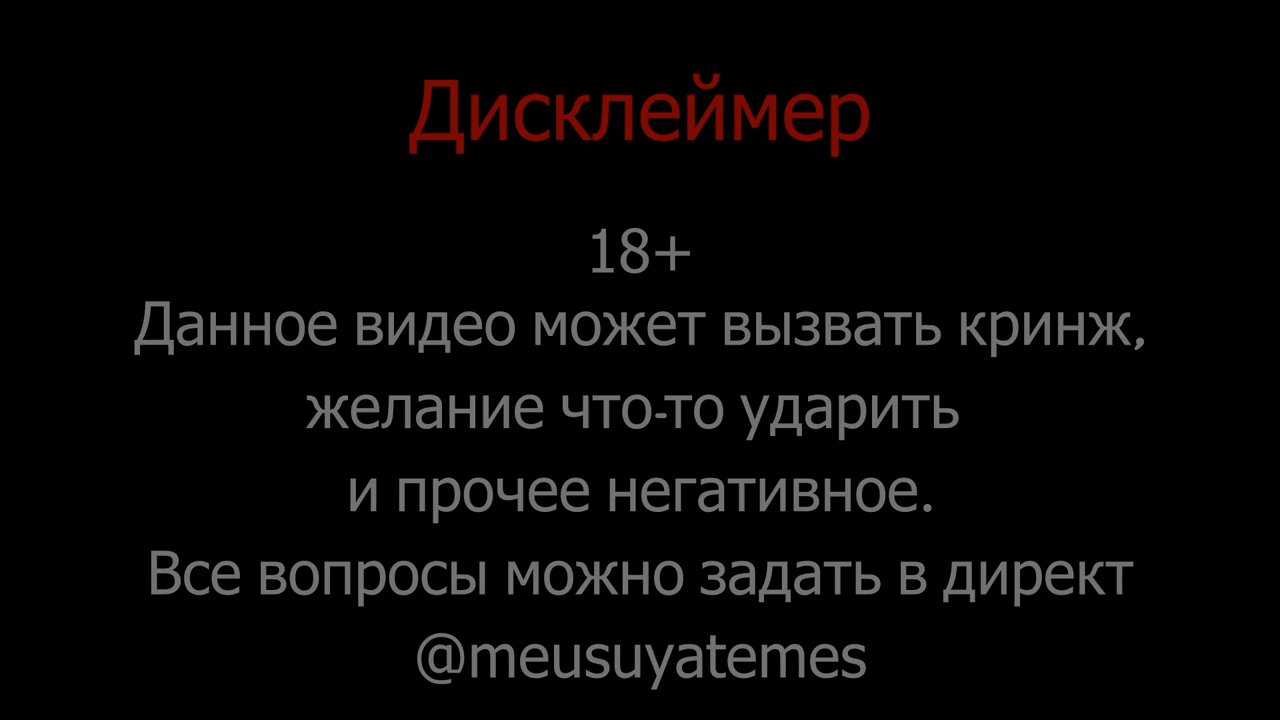 Дисклеймер
18+
Данное видео может вызвать кринж,
желание что-то ударить
и прочее негативное.
Все вопросы можно задать в директ
@meusuyatemes